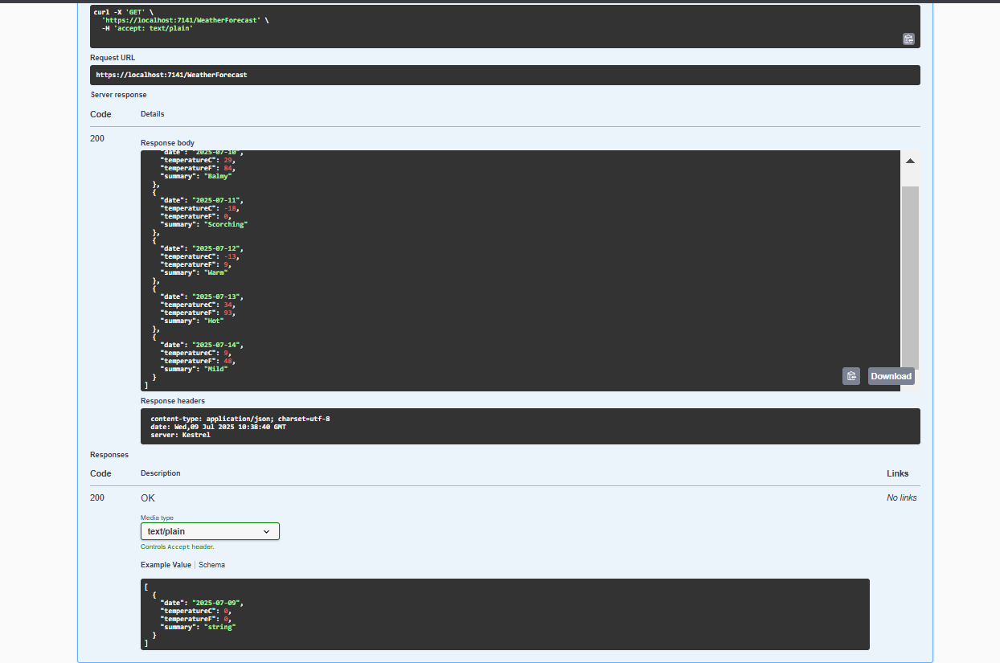 curl -X 'GET' \
  'https://localhost:7141/WeatherForecast' \
  -H 'accept: text/plain'
Request URL
https://localhost:7141/WeatherForecast
Server response
Code Details
200
Response body
    "date": "2025-07-10",
    "temperatureC": 29,
    "temperatureF": 84,
    "summary": "Balmy"
  },
  {
    "date": "2025-07-11",
    "temperatureC": -18,
    "temperatureF": 0,
    "summary": "Scorching"
  },
  {
    "date": "2025-07-12",
    "temperatureC": -13,
    "temperatureF": 9,
    "summary": "Warm"
  },
  {
    "date": "2025-07-13",
    "temperatureC": 34,
    "temperatureF": 93,
    "summary": "Hot"
  },
  {
    "date": "2025-07-14",
    "temperatureC": 9,
    "temperatureF": 48,
    "summary": "Mild"
  }
]
Download
Response headers
content-type: application/json; charset=utf-8
date: Wed,09 Jul 2025 10:38:40 GMT
server: Kestrel
Responses
Code Description Links
200 OK No links
Media type
text/plain
Controls Accept header.
Example Value | Schema
[
  {
    "date": "2025-07-09",
    "temperatureC": 0,
    "temperatureF": 0,
    "summary": "string"
  }
]